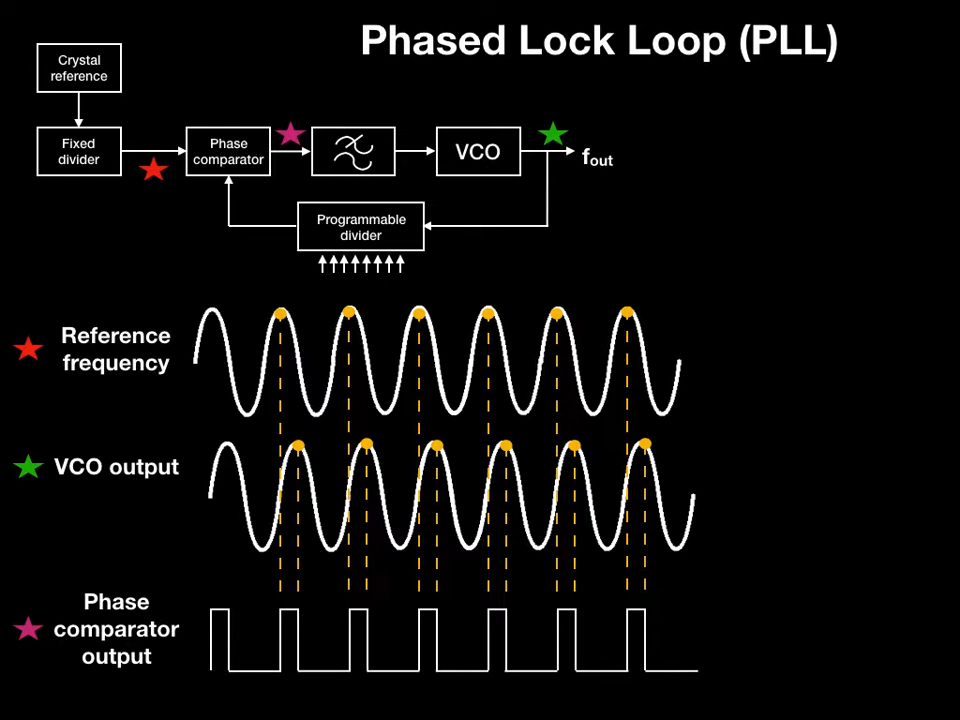 Phased Lock Loop (PLL)
Crystal
reference
Fixed
divider
Phase
comparator
VCO
fout
Programmable
divider
Reference
frequency
VCO output
Phase
comparator
output